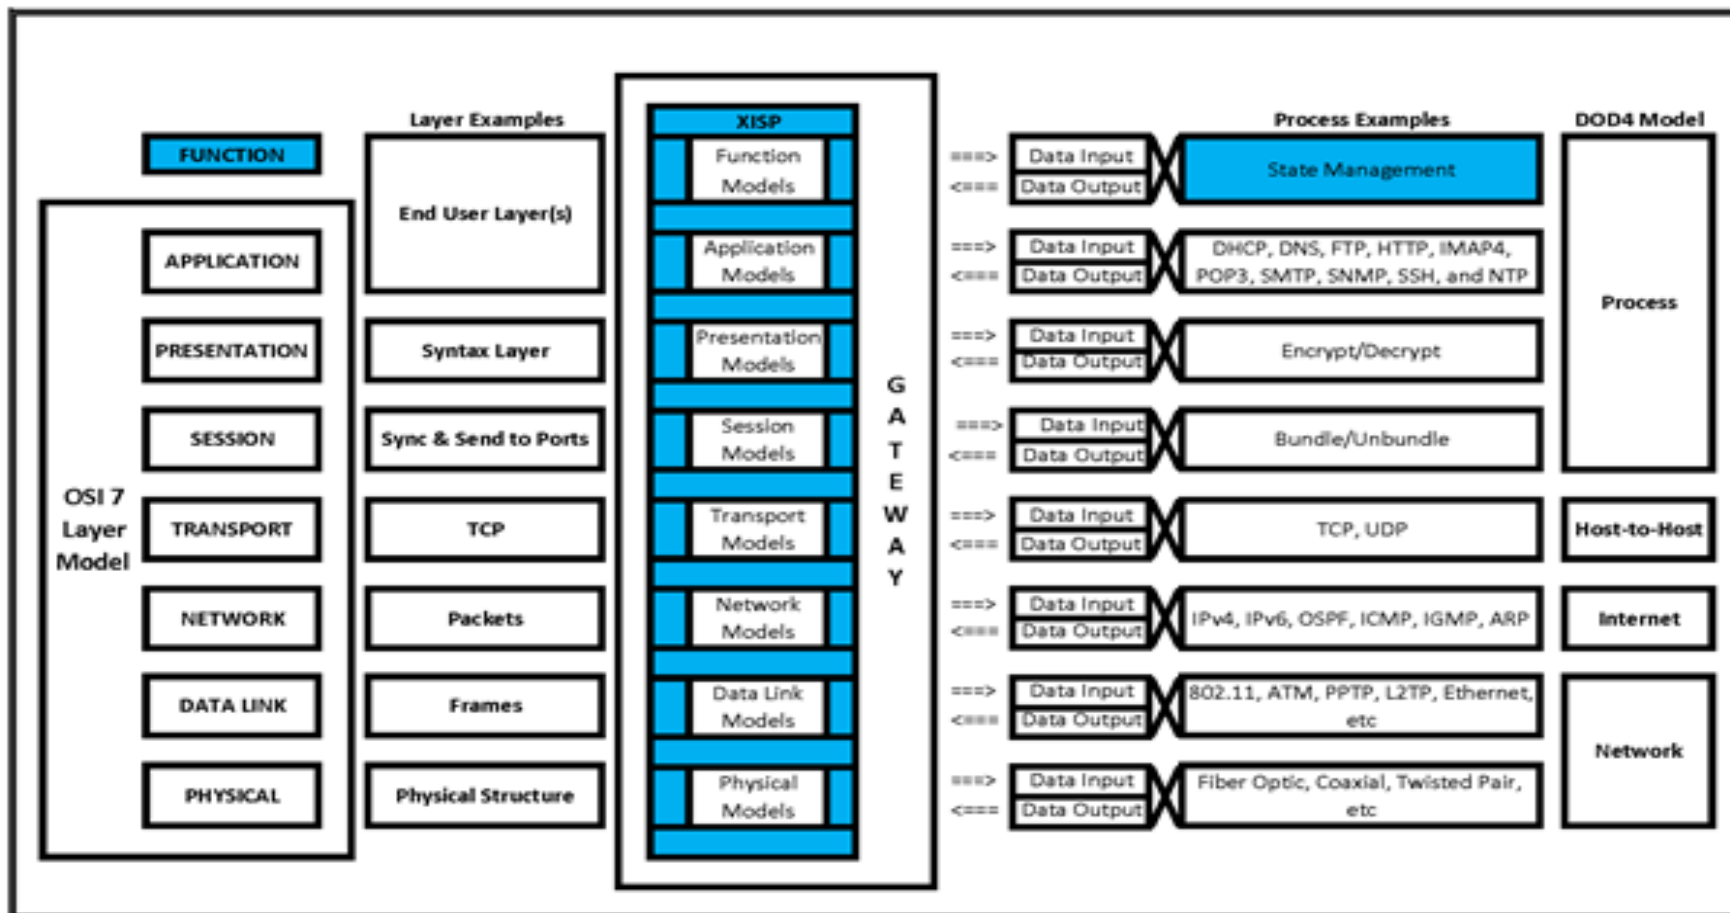 Layer Examples
XISP
Process Examples
DOD4 Model
FUNCTION
End User Layer(s)
Function
Models
===>
<===
Data Input
Data Output
State Management
Process
OSI 7
Layer
Model
APPLICATION
Application
Models
===>
<===
Data Input
Data Output
DHCP, DNS, FTP, HTTP, IMAP4,
POP3, SMTP, SNMP, SSH, and NTP
PRESENTATION
Syntax Layer
Presentation
Models
===>
<===
Data Input
Data Output
Encrypt/Decrypt
SESSION
Sync & Send to Ports
Session
Models
===>
<===
Data Input
Data Output
Bundle/Unbundle
G
A
T
E
W
A
Y
TRANSPORT
TCP
Transport
Models
===>
<===
Data Input
Data Output
TCP, UDP
Host-to-Host
NETWORK
Packets
Network
Models
===>
<===
Data Input
Data Output
IPv4, IPv6, OSPF, ICMP, IGMP, ARP
Internet
DATA LINK
Frames
Data Link
Models
===>
<===
Data Input
Data Output
802.11, ATM, PPTP, L2TP, Ethernet,
etc
Network
PHYSICAL
Physical Structure
Physical
Models
===>
<===
Data Input
Data Output
Fiber Optic, Coaxial, Twisted Pair,
etc